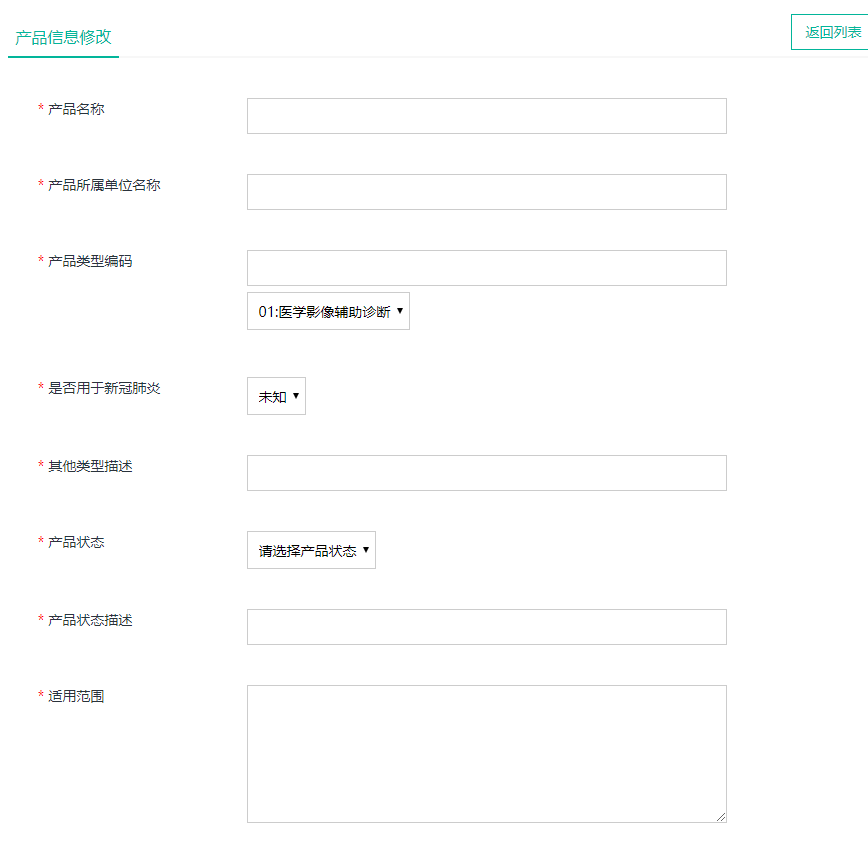 产品信息修改
返回列表
* 产品名称
* 产品所属单位名称
* 产品类型编码
01:医学影像辅助诊断
* 是否用于新冠肺炎
未知
* 其他类型描述
* 产品状态
请选择产品状态
* 产品状态描述
* 适用范围